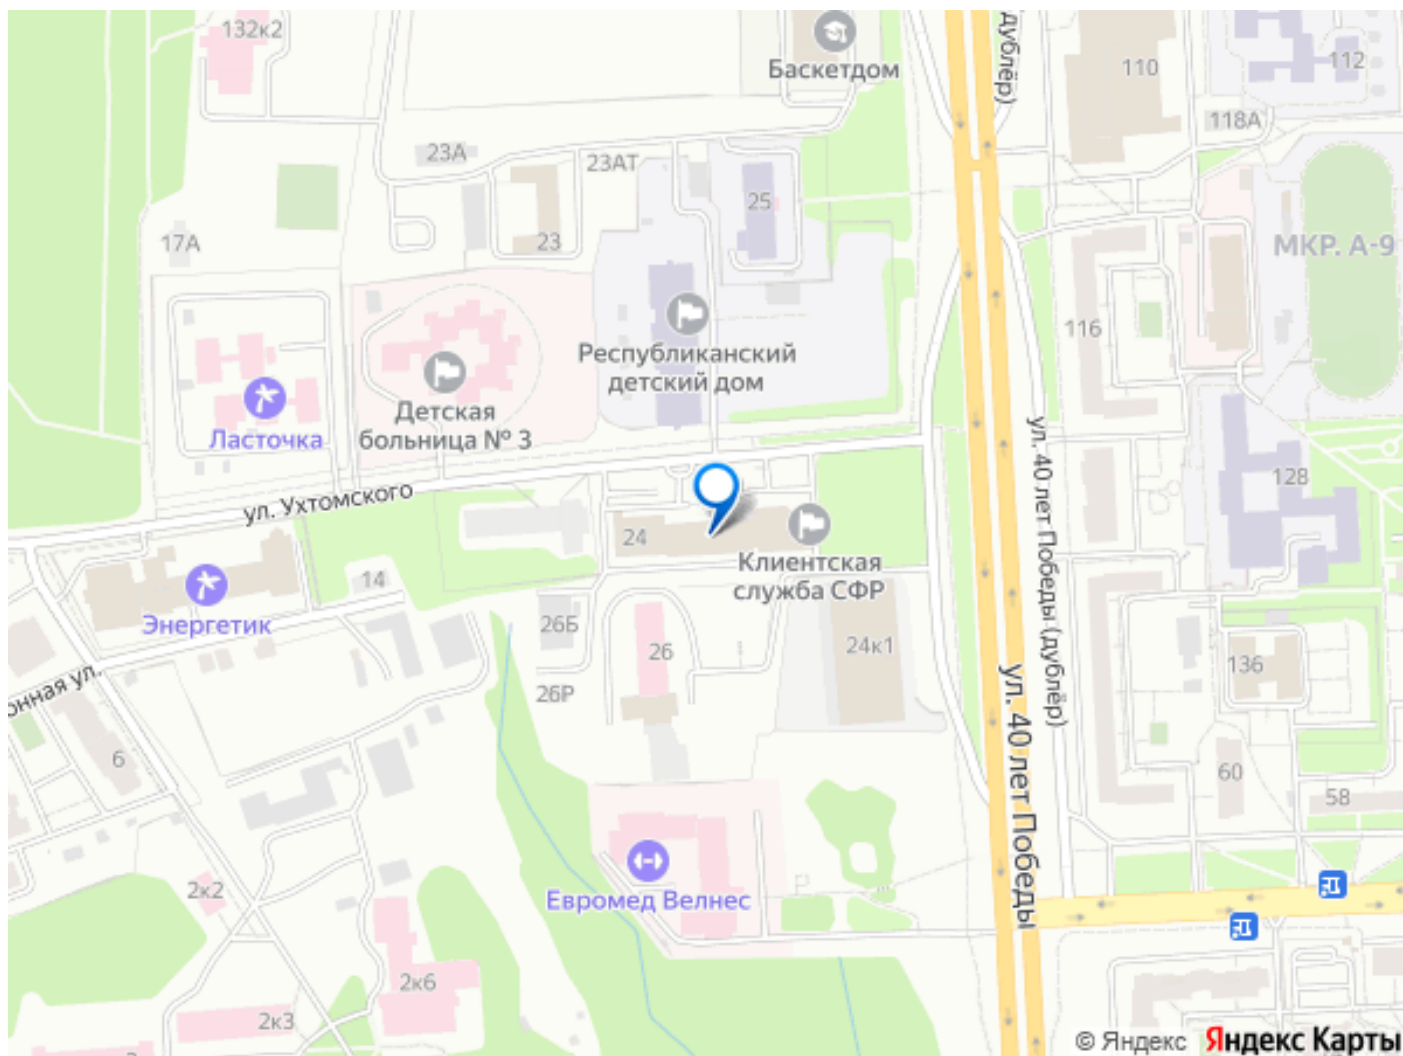 132к2
Баскетдом
(дублёр)
110
112
118А
23А
23АТ
25
17А
23
МКР. А-9
116
Республиканский
детский дом
Детская
больница № 3
Ласточка
ул. Ухтомского
ул. 40 лет Победы (дублёр)
128
24
Клиентская
служба СФР
14
Энергетик
26Б
26
24к1
136
26Р
онная ул.
6
ул. 40 лет Победы
60
58
2к2
Евромед Велнес
2к6
2к3
© Яндекс Яндекс Карты